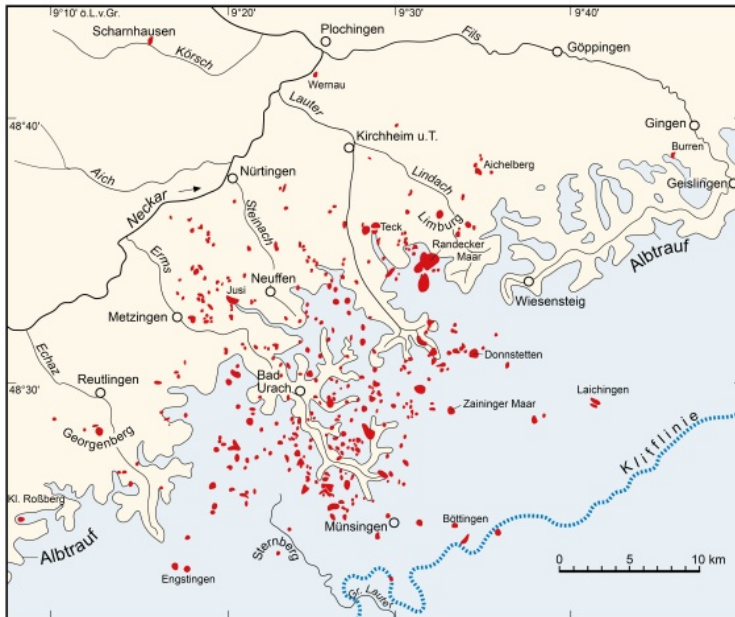 9°10' ö.L.v.Gr.
9°20
9°30
9°40
Scharnhausen
Plochingen
Fils
Göppingen
Körsch
Wernau
Lauter
48°40'
Kirchheim u.T.
Gingen
Burren
Aichelberg
Aich
Nürtingen
Lindach
Geislingen
Neckar
Steinach
Limburg
Teck
Randecker
Maar
Albtrauf
Erms
Neuffen
Jusi
Wiesensteig
Metzingen
Echaz
Donnstetten
Bad
Urach
48°30
Reutlingen
Laichingen
Zaininger Maar
Georgenberg
Klifflinie
Kl. Roßberg
Münsingen
Böttingen
Albtrauf
Sternberg
Engstingen
0 5 10 km
Gr. Lauter